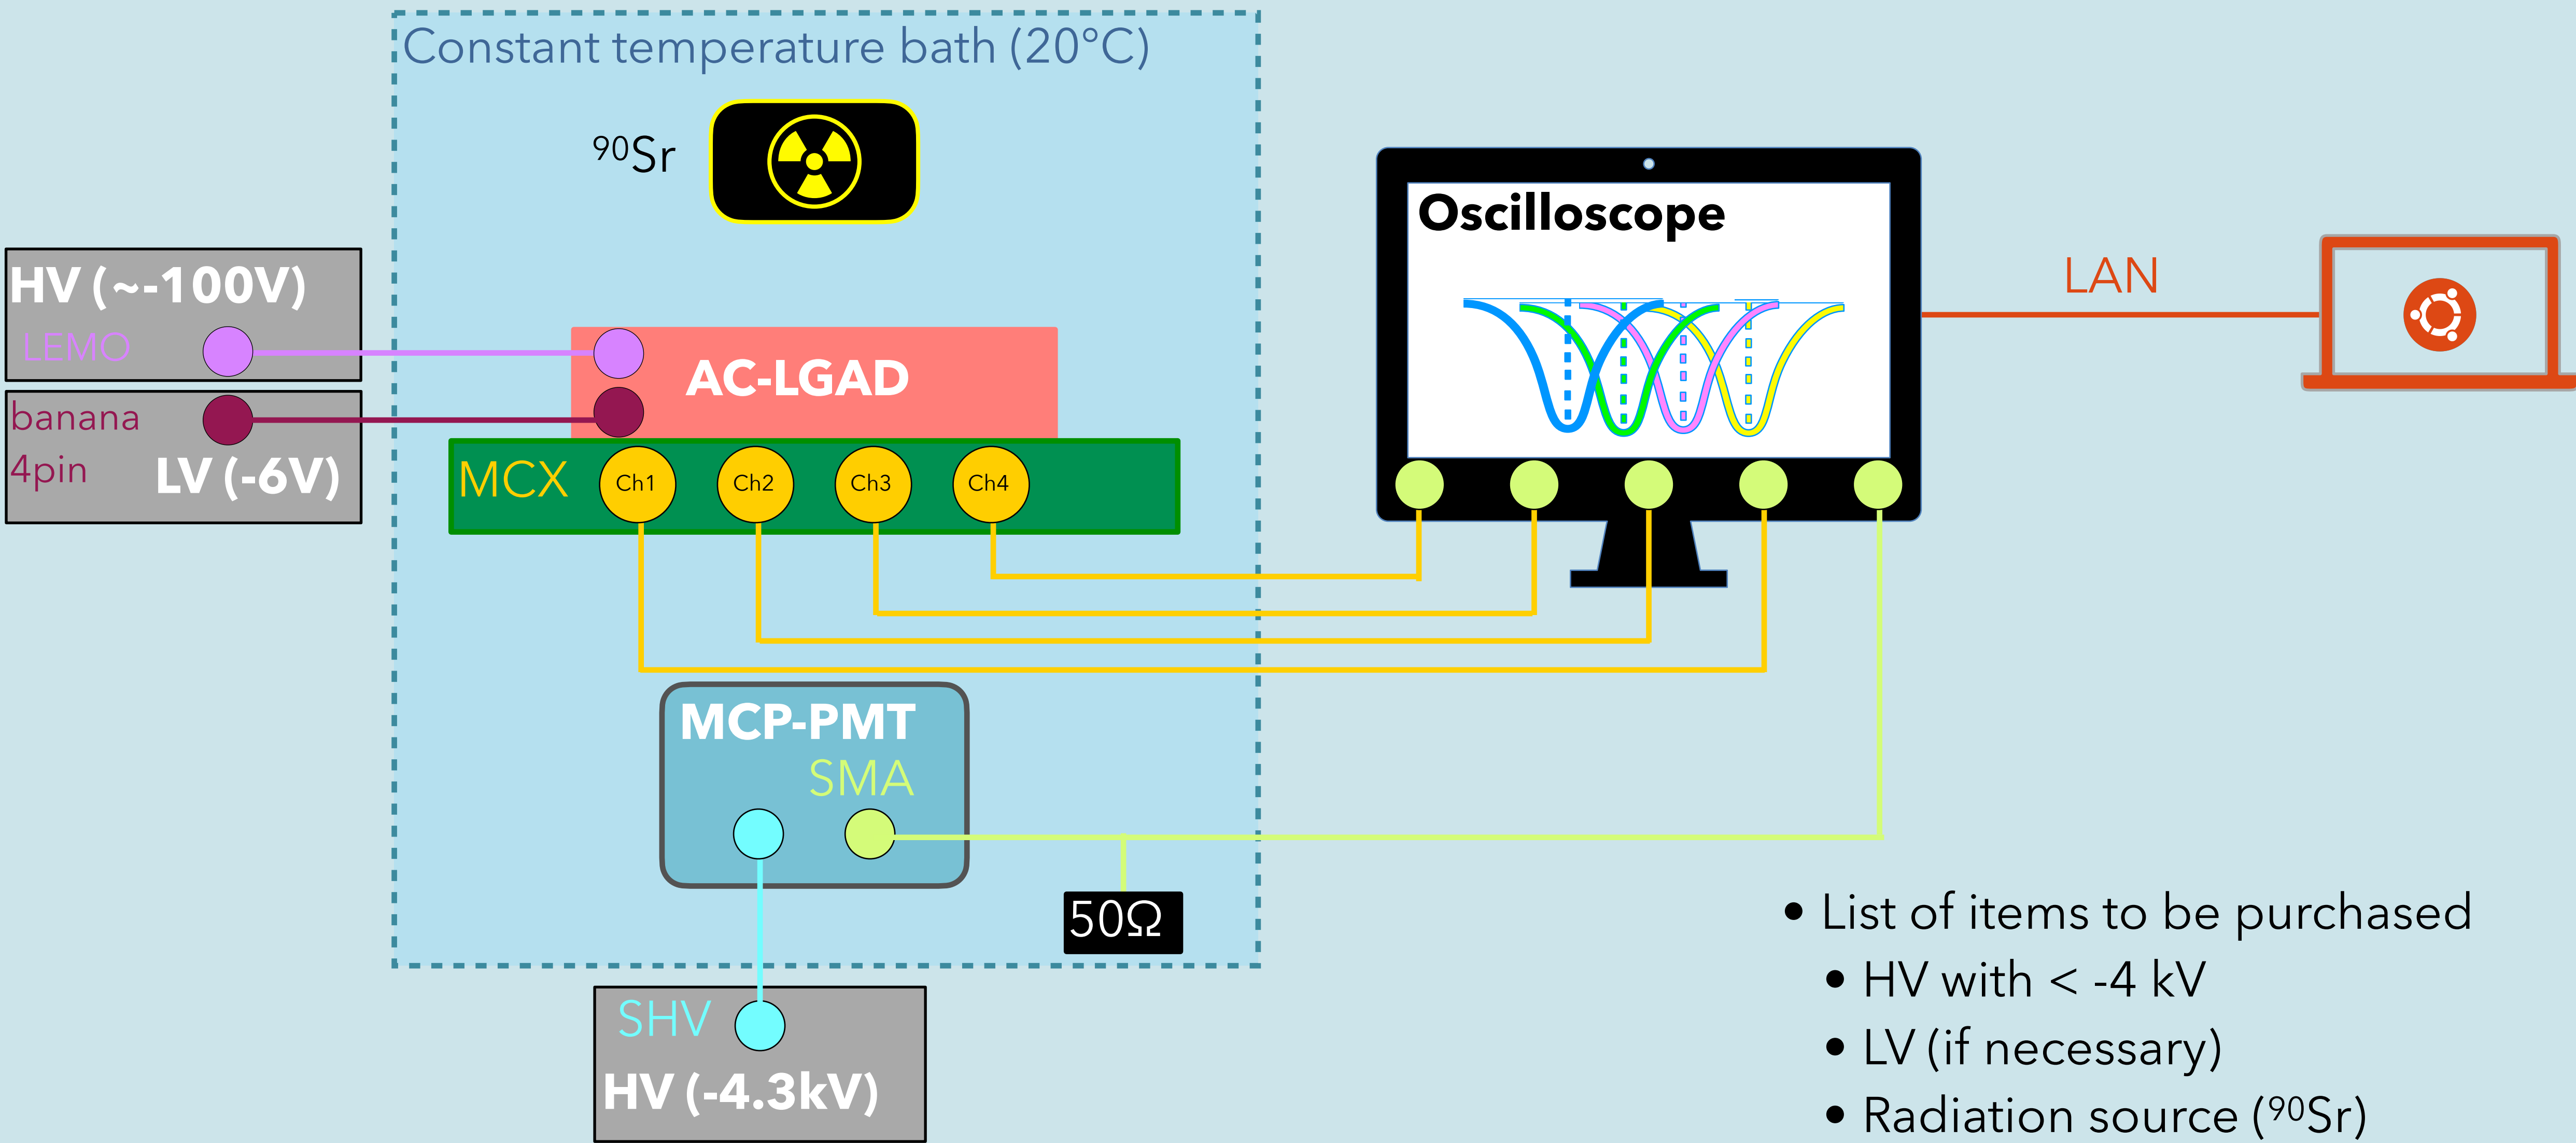 Constant temperature bath (20°C)
⁹⁰Sr
HV (~-100V)
LEMO
banana
4pin
LV (-6V)
AC-LGAD
MCX
Ch1
Ch2
Ch3
Ch4
Oscilloscope
LAN
MCP-PMT
SMA
50Ω
SHV
HV (-4.3kV)
• List of items to be purchased
• HV with < -4 kV
• LV (if necessary)
• Radiation source (⁹⁰Sr)